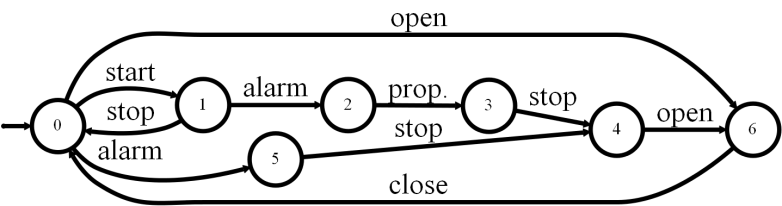 open
start
alarm
prop.
stop
stop
stop
open
alarm
close
0
1
2
3
4
5
6